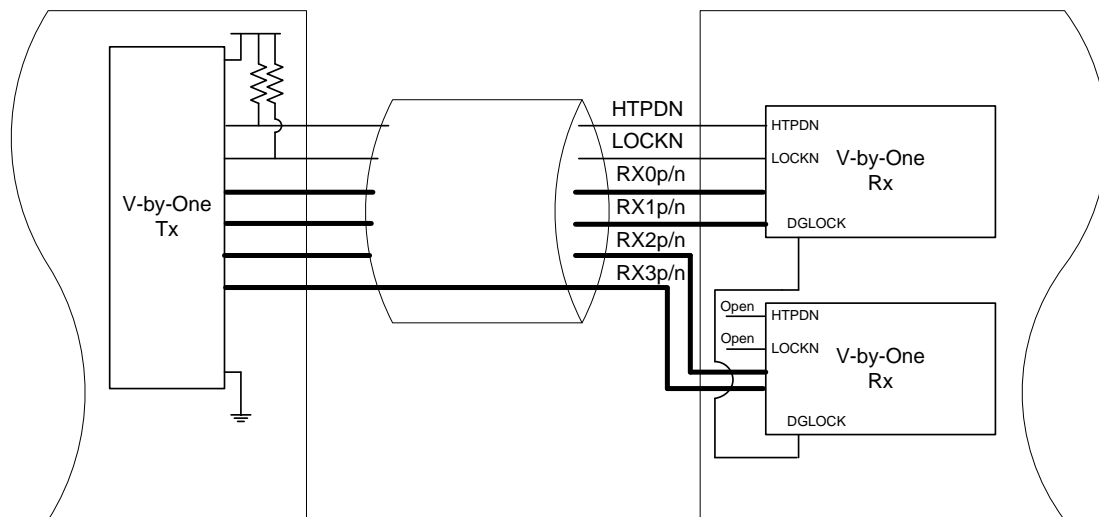 V-by-One
Tx
HTPDN
LOCKN
RX0p/n
RX1p/n
RX2p/n
RX3p/n
HTPDN
LOCKN
V-by-One
Rx
DGLOCK
Open
HTPDN
Open
LOCKN
V-by-One
Rx
DGLOCK